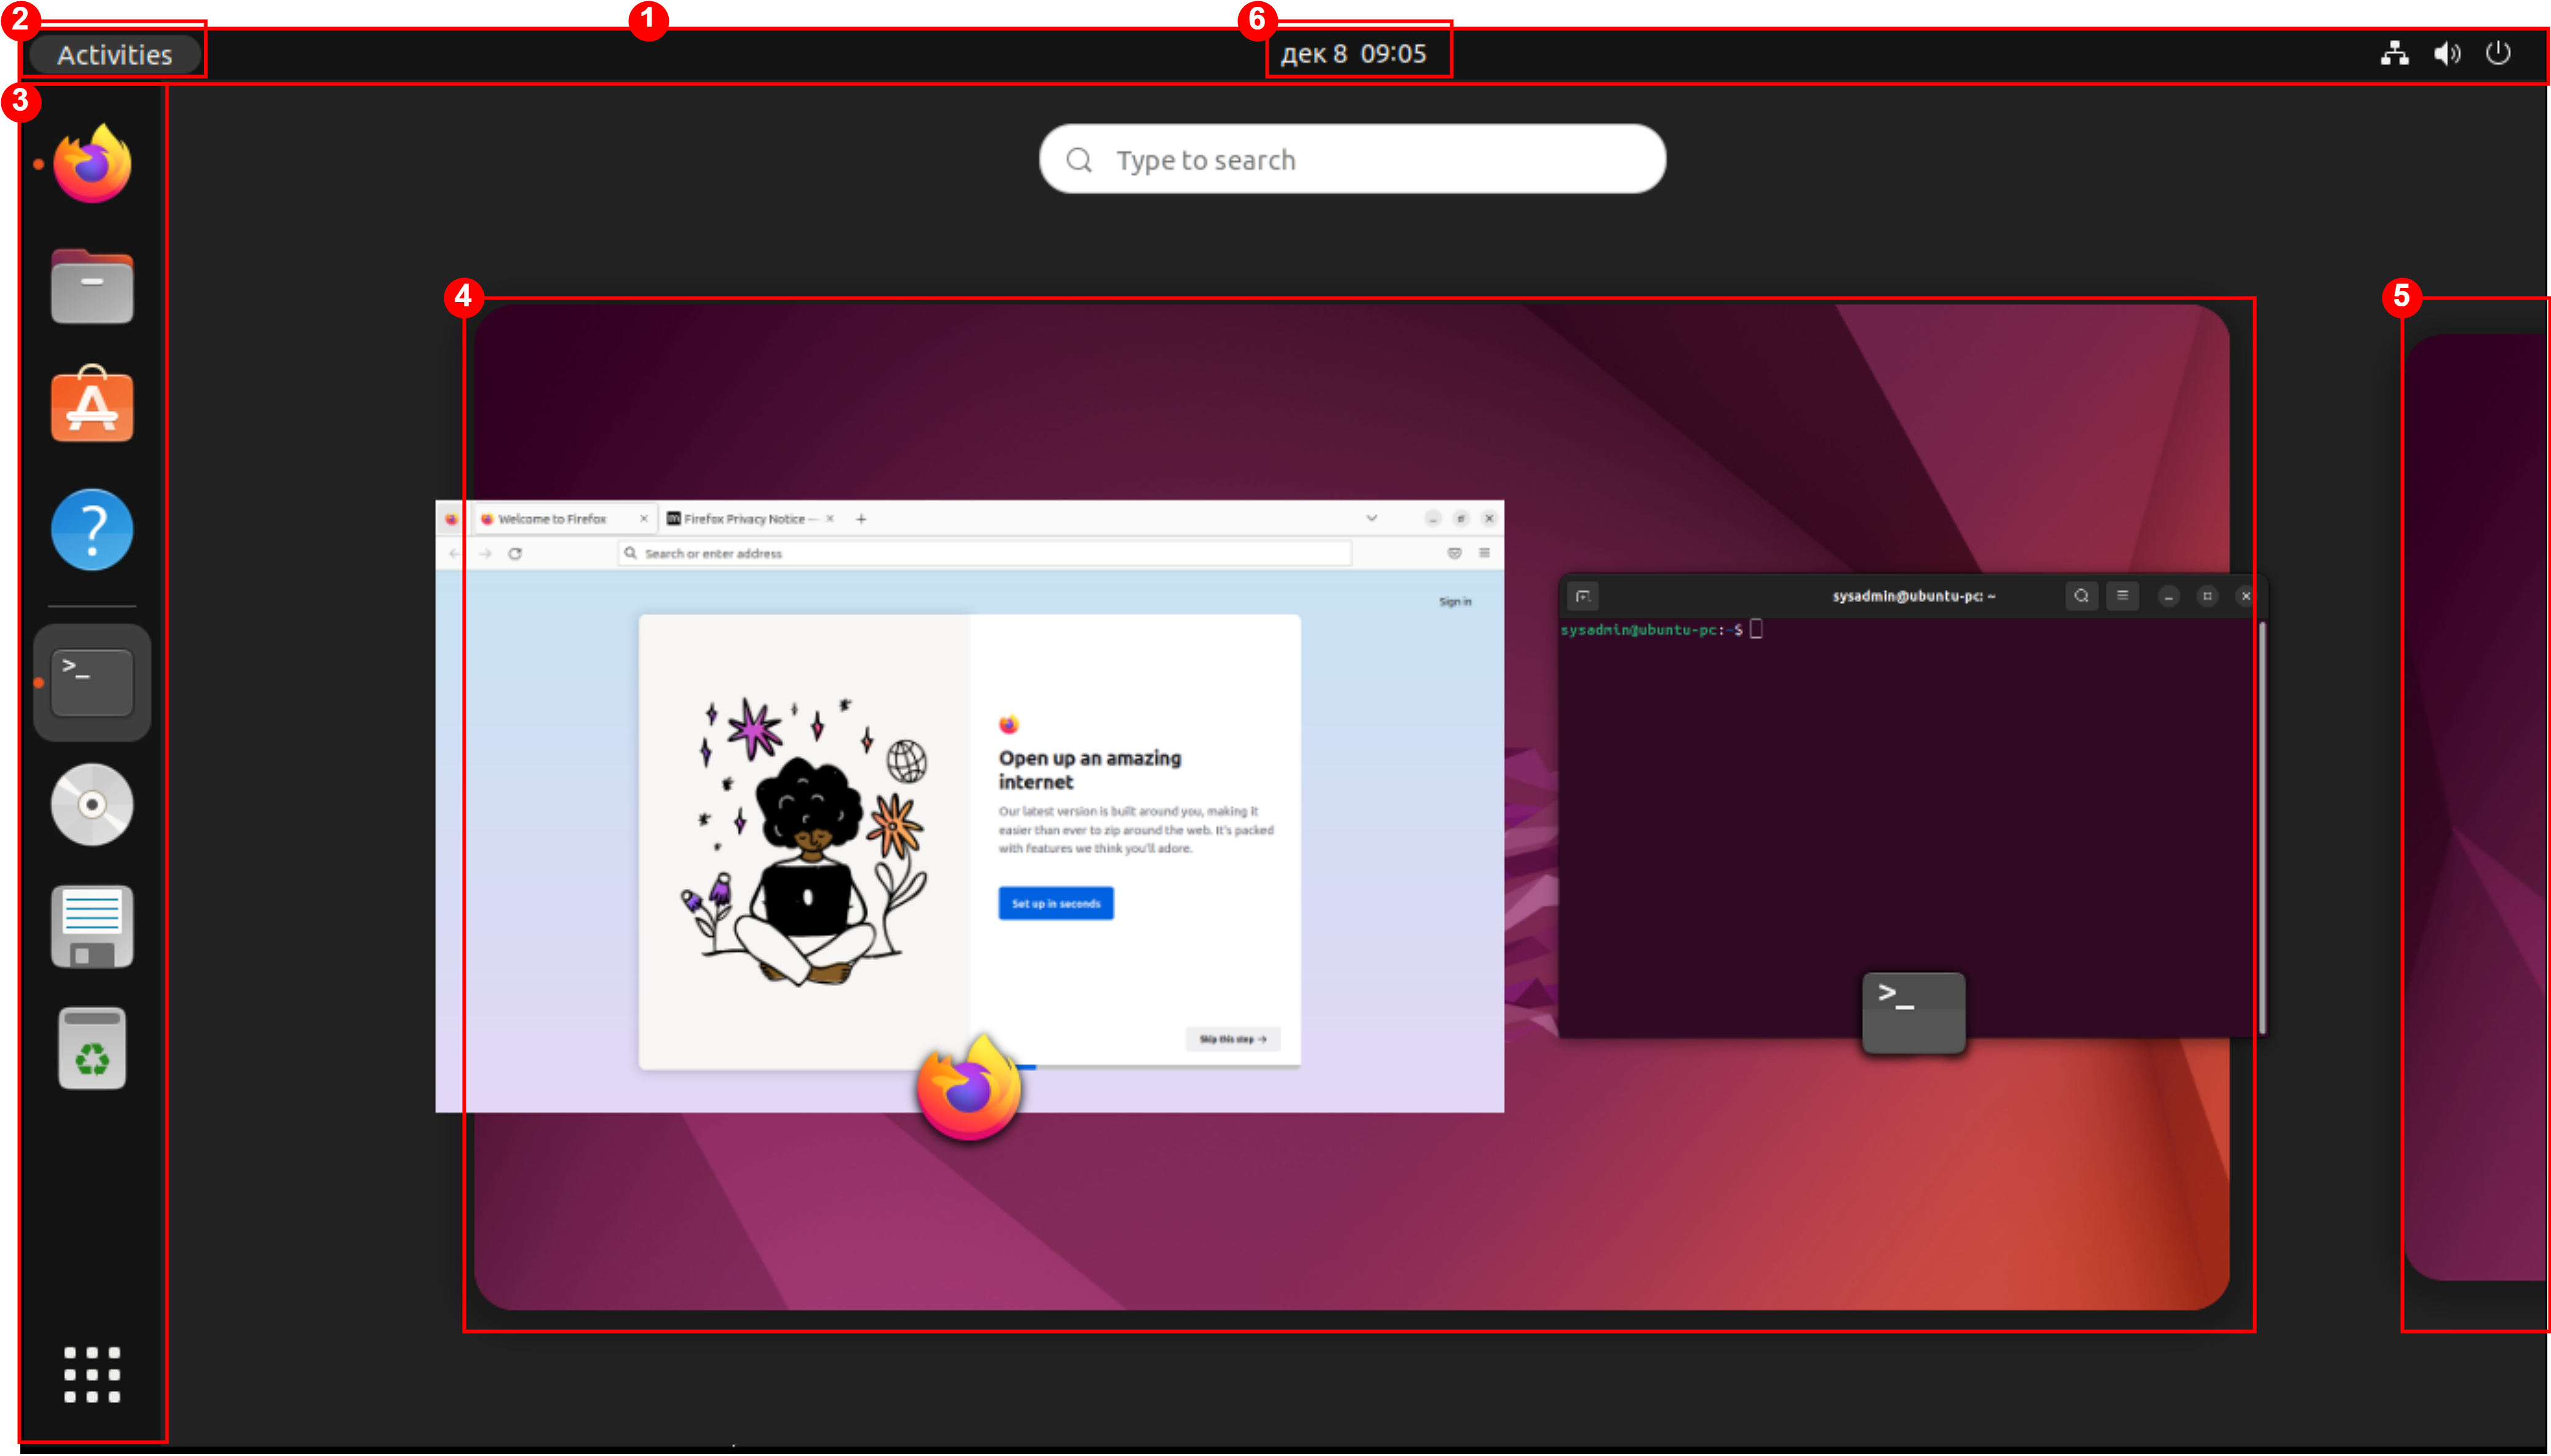 2
1
6
Activities
дек 8 09:05
3
Type to search
4
5
Welcome to Firefox
Firefox Privacy Notice —
Search or enter address
Sign in
Open up an amazing
internet
Our latest version is built around you, making it
easier than ever to zip around the web. It's packed
with features we think you'll adore.
Set up in seconds
Skip this step →
sysadmin@ubuntu-pc: ~
sysadmin@ubuntu-pc:~$
>_
>_